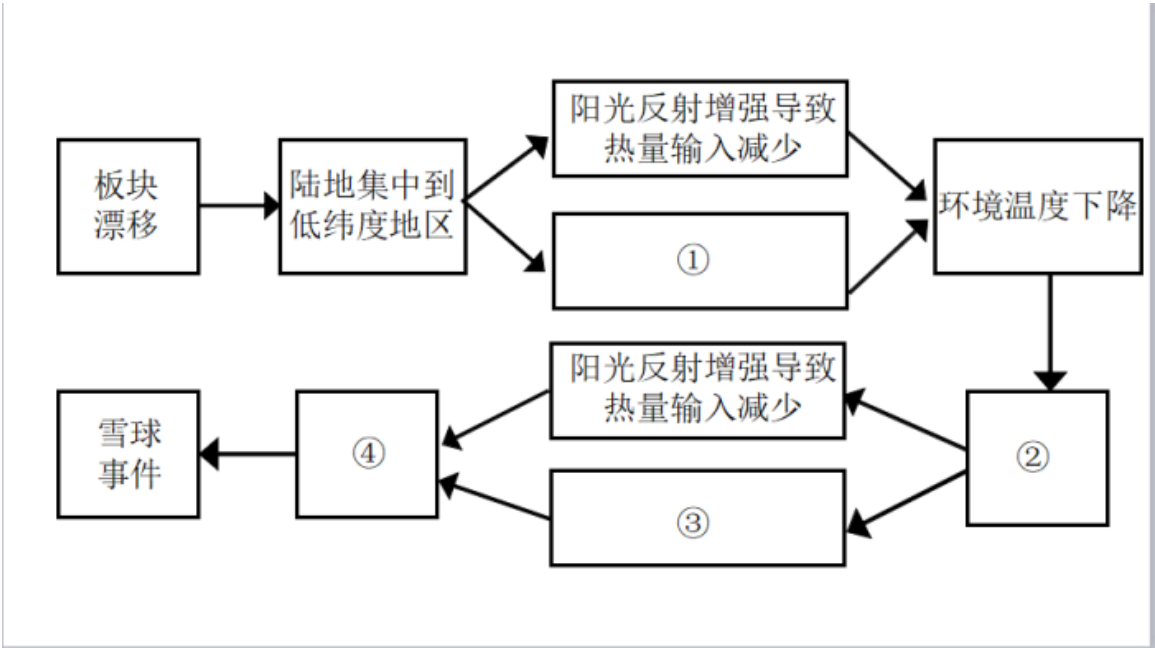 板块
漂移
陆地集中到
低纬度地区
阳光反射增强导致
热量输入减少
①
环境温度下降
②
阳光反射增强导致
热量输入减少
③
④
雪球
事件